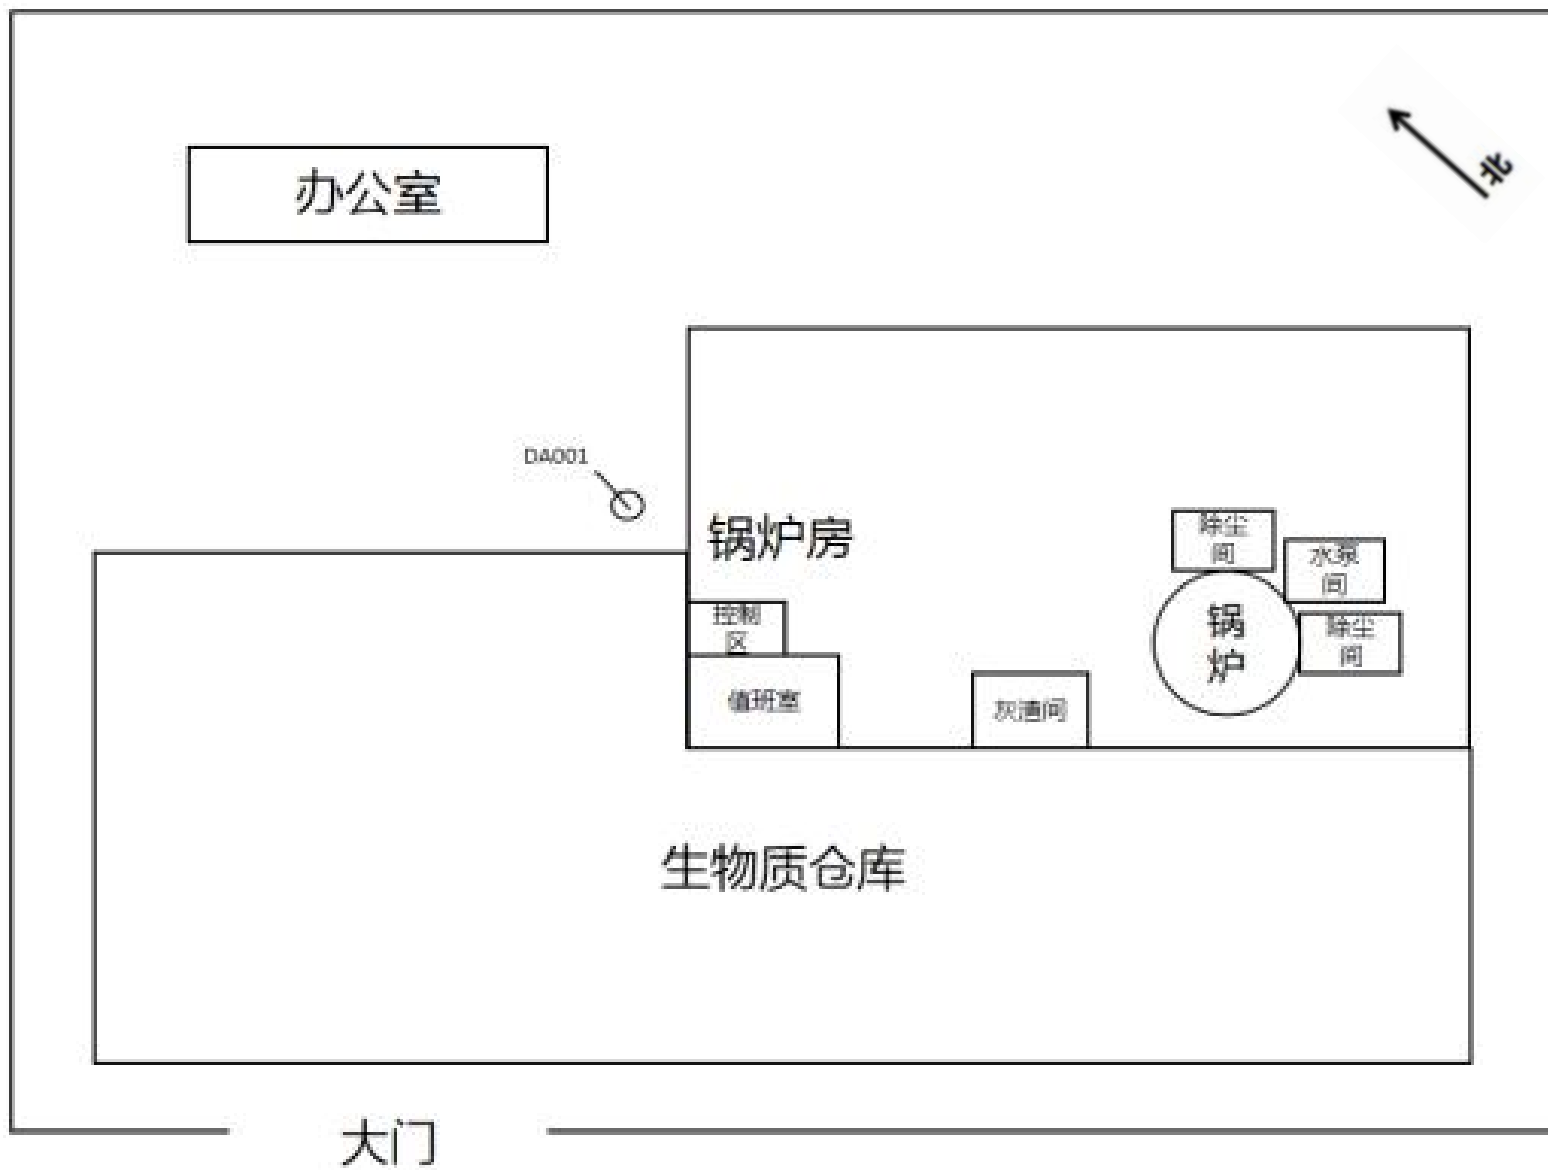 北
办公室
DA001
锅炉房
除尘
间
水泵
间
控制
区
锅
炉
除尘
间
值班室
灰渣间
生物质仓库
大门